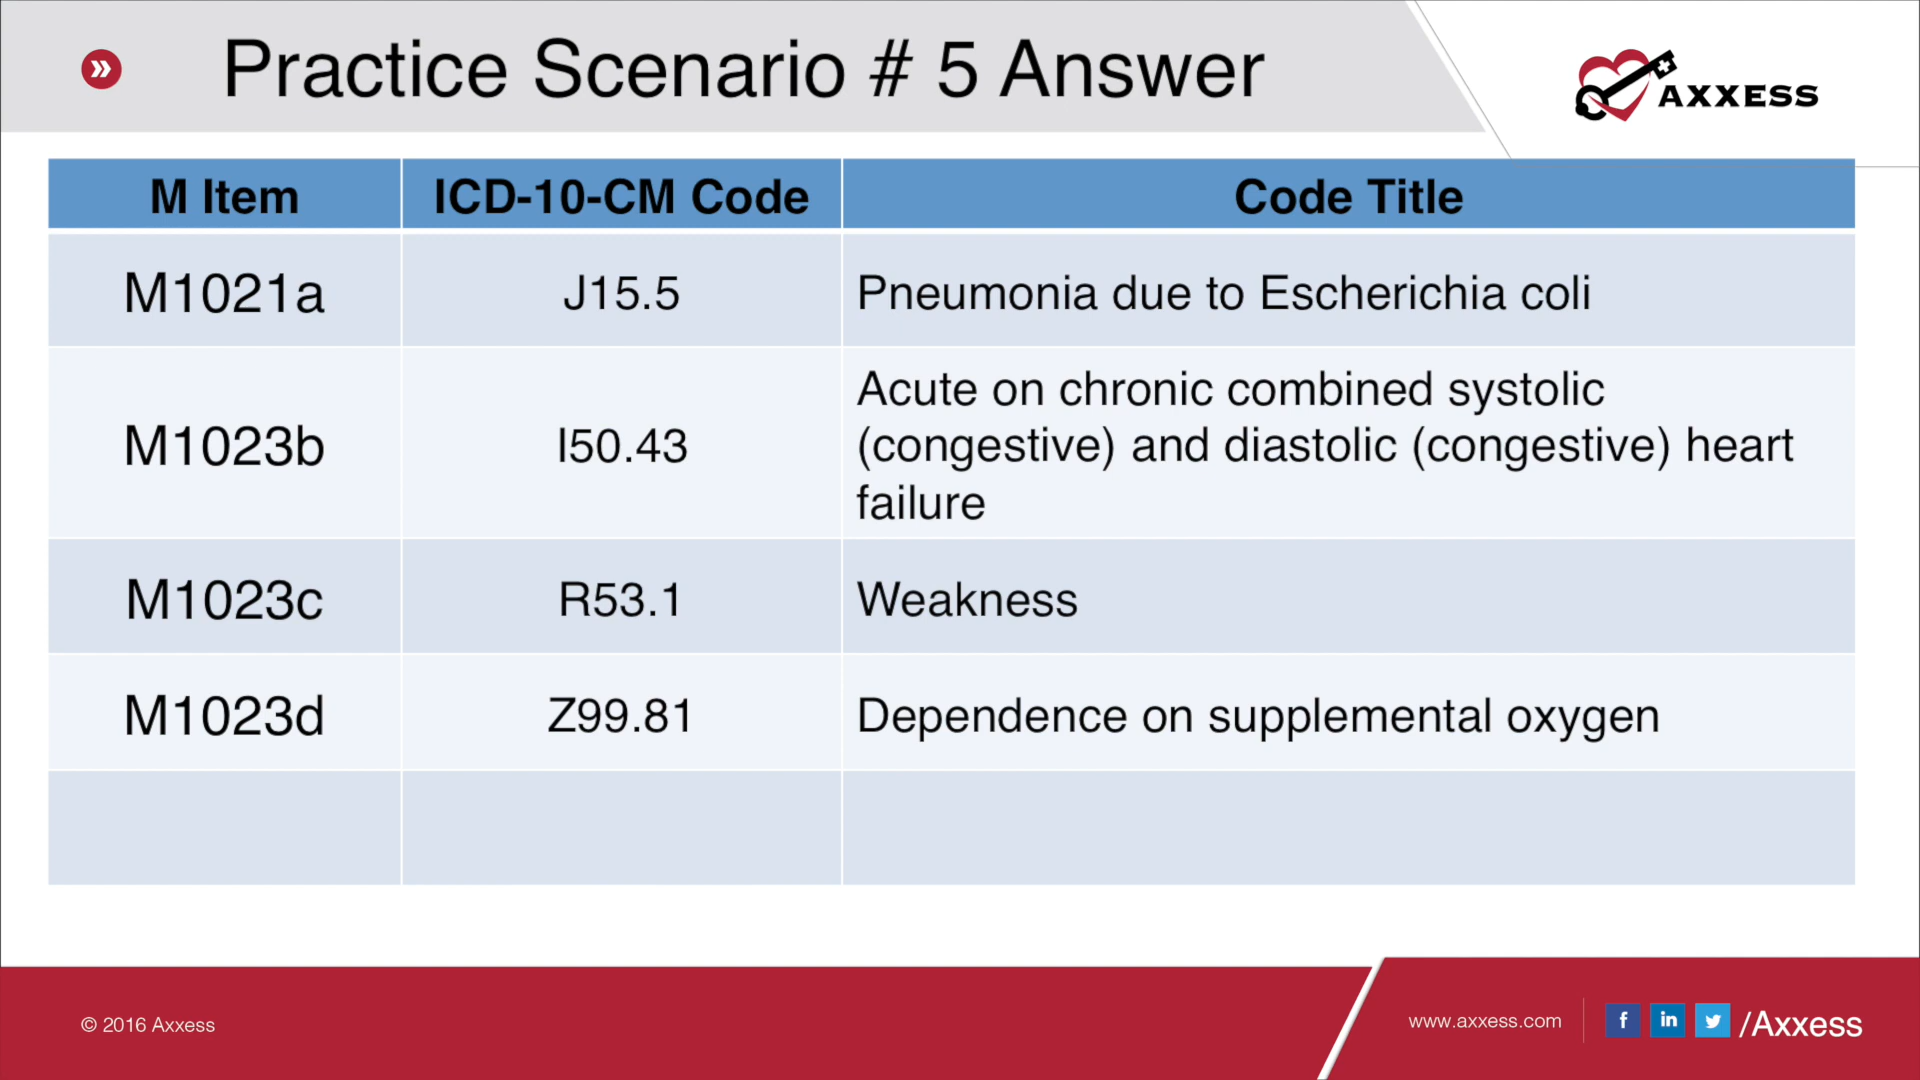 Practice Scenario # 5 Answer
AXXESS
M Item ICD-10-CM Code Code Title
M1021a J15.5 Pneumonia due to Escherichia coli
M1023b I50.43 Acute on chronic combined systolic
(congestive) and diastolic (congestive) heart
failure
M1023c R53.1 Weakness
M1023d Z99.81 Dependence on supplemental oxygen
© 2016 Axxess
www.axxess.com f in /Axxess